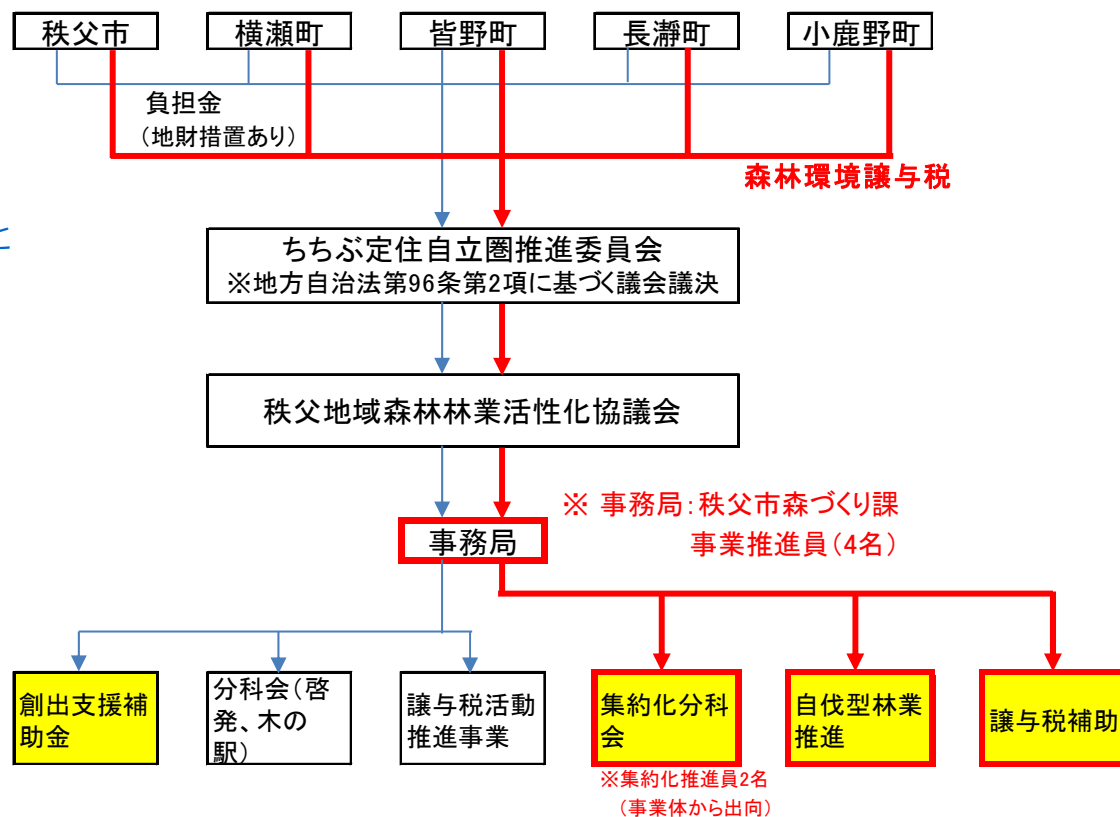 秩父市
横瀬町
皆野町
長瀞町
小鹿野町
負担金
(地財措置あり)
森林環境譲与税
と
ちちぶ定住自立圏推進委員会
※地方自治法第96条第2項に基づく議会議決
秩父地域森林林業活性化協議会
※ 事務局:秩父市森づくり課
事業推進員(4名)
事務局
創出支援補
助金
分科会(啓
発、木の
駅)
譲与税活動
推進事業
集約化分科
会
自伐型林業
推進
譲与税補助
※集約化推進員2名
(事業体から出向)